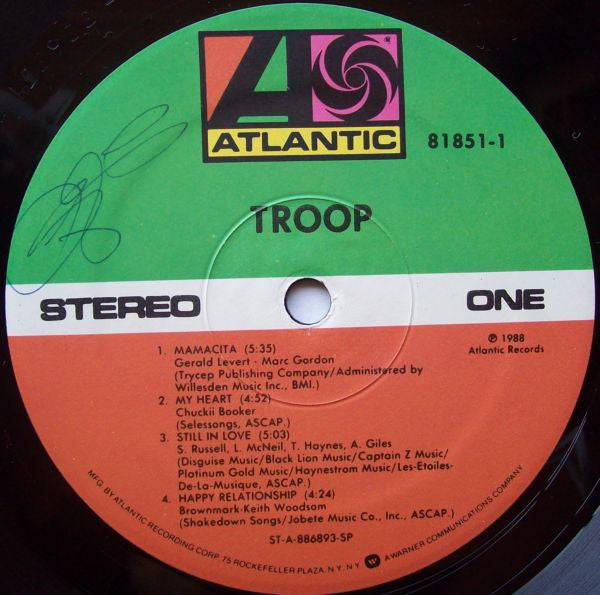 ATLANTIC
81851-1
TROOP
STEREO ONE
℗ 1988
Atlantic Records
1. MAMACITA (5:35)
Gerald Levert - Marc Gordon
(Trycep Publishing Company/Administered by
Willesden Music Inc., BMI.)
2. MY HEART (4:52)
Chuckii Booker
(Selessongs, ASCAP.)
3. STILL IN LOVE (5:03)
S. Russell, L. McNeil, T. Haynes, A. Giles
(Disguise Music/Black Lion Music/Captain Z Music/
Platinum Gold Music/Haynestrom Music/Les-Etoiles-
De-La-Musique, ASCAP.)
4. HAPPY RELATIONSHIP (4:24)
Brownmark-Keith Woodsom
(Shakedown Songs/Jobete Music Co., Inc., ASCAP.)
ST-A-886893-SP
MFG. BY ATLANTIC RECORDING CORP. 75 ROCKEFELLER PLAZA, N.Y. N.Y. A WARNER COMMUNICATIONS COMPANY